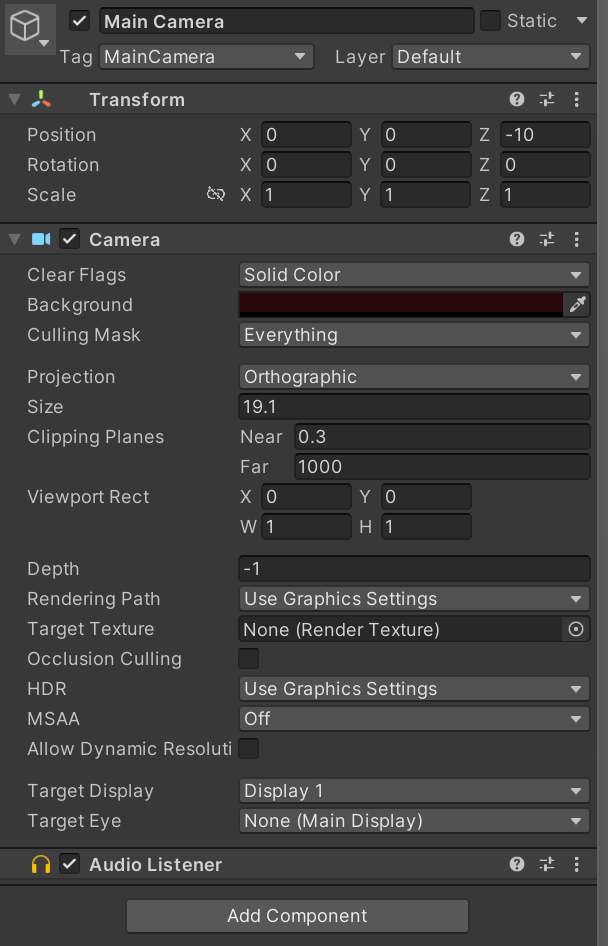 Main Camera Static
Tag MainCamera Layer Default
Transform
Position X 0 Y 0 Z -10
Rotation X 0 Y 0 Z 0
Scale X 1 Y 1 Z 1
Camera
Clear Flags Solid Color
Background
Culling Mask Everything
Projection Orthographic
Size 19.1
Clipping Planes Near 0.3
Far 1000
Viewport Rect X 0 Y 0
W 1 H 1
Depth -1
Rendering Path Use Graphics Settings
Target Texture None (Render Texture)
Occlusion Culling
HDR Use Graphics Settings
MSAA Off
Allow Dynamic Resoluti
Target Display Display 1
Target Eye None (Main Display)
Audio Listener
Add Component